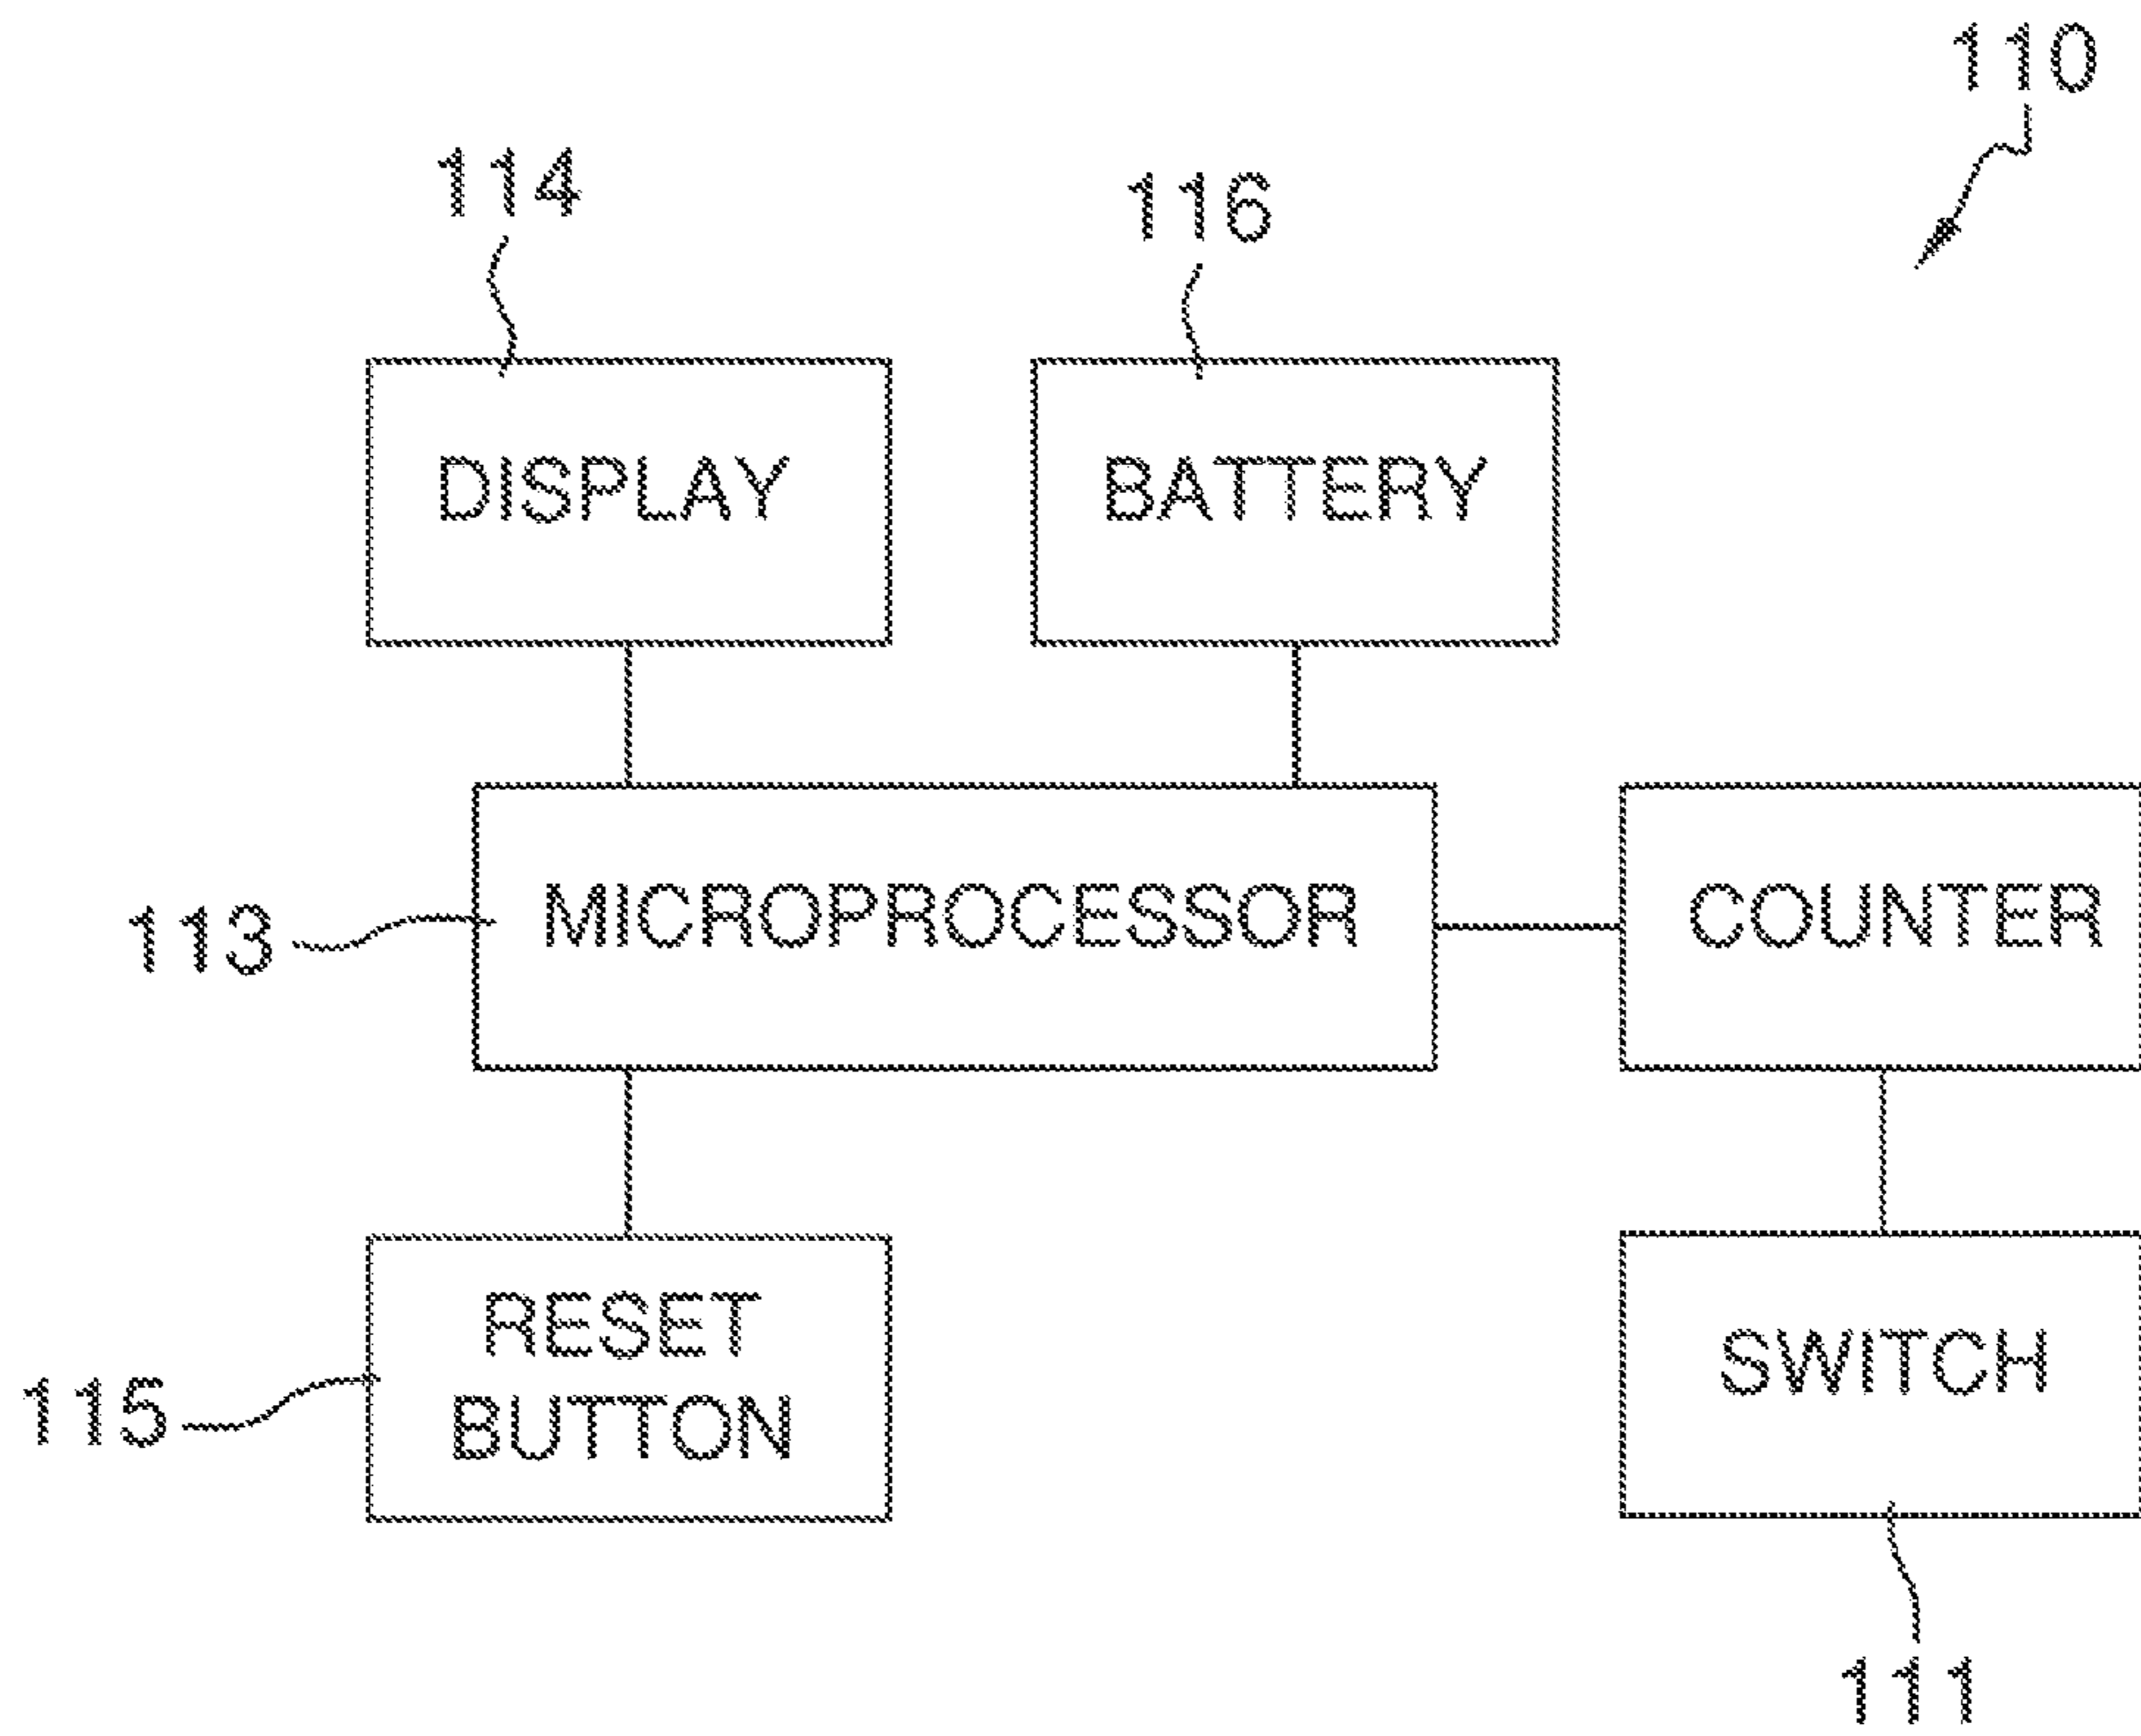 110
114
116
DISPLAY
BATTERY
113
MICROPROCESSOR
COUNTER
115
RESET
BUTTON
SWITCH
111